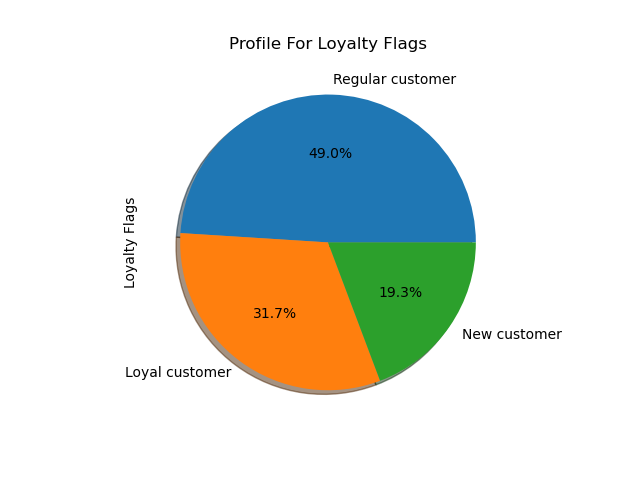 Profile For Loyalty Flags
Regular customer
49.0%
Loyalty Flags
19.3%
31.7%
New customer
Loyal customer